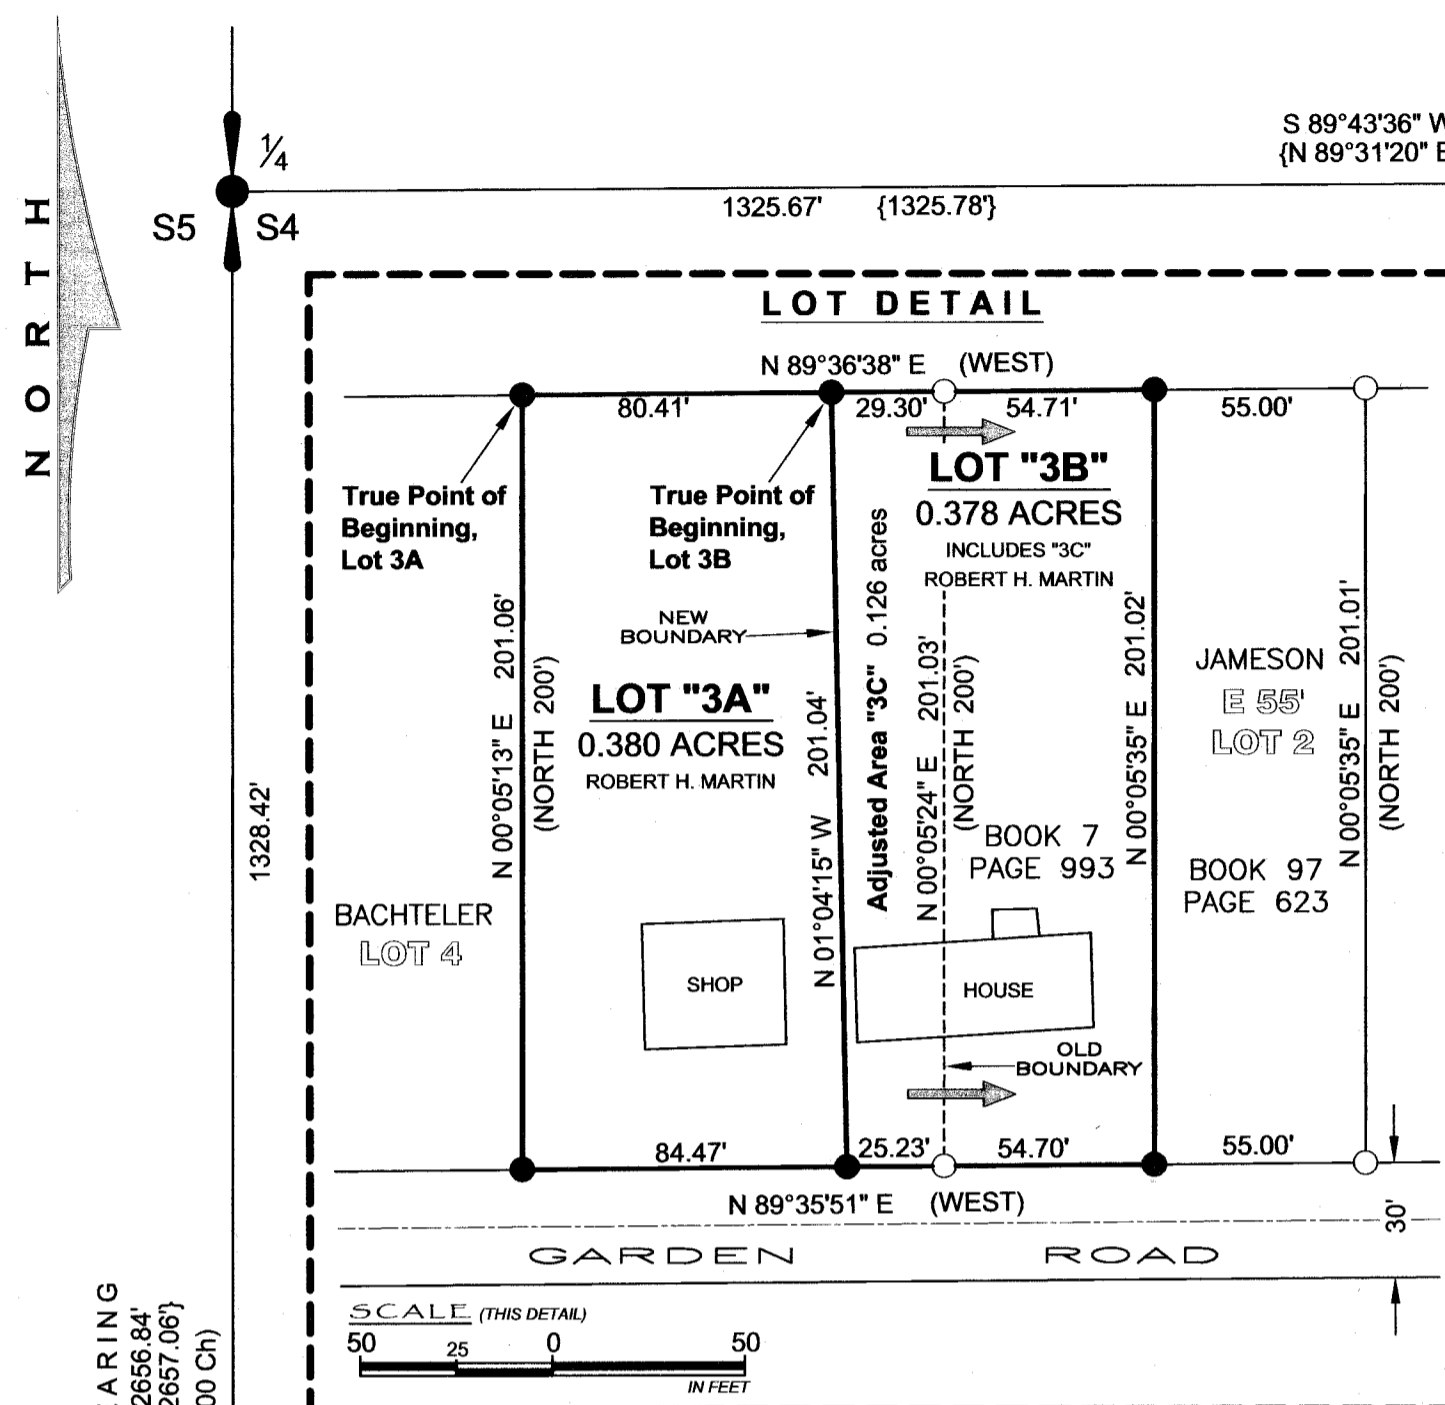 NORTH
1/4
S5
S4
S 89°43'36" W
{N 89°31'20" E
1325.67'
{1325.78'}
LOT DETAIL
N 89°36'38" E
(WEST)
80.41'
29.30'
54.71'
55.00'
True Point of
Beginning,
Lot 3A
True Point of
Beginning,
Lot 3B
LOT "3B"
0.378 ACRES
INCLUDES "3C"
ROBERT H. MARTIN
NEW
BOUNDARY
LOT "3A"
0.380 ACRES
ROBERT H. MARTIN
N 00°05'13" E 201.06'
(NORTH 200')
N 01°04'15" W 201.04'
Adjusted Area "3C" 0.126 acres
N 00°05'24" E 201.03'
(NORTH 200')
N 00°05'35" E 201.02'
JAMESON
E 55'
LOT 2
N 00°05'35" E 201.01'
(NORTH 200')
1328.42'
BOOK 7
PAGE 993
BOOK 97
PAGE 623
BACHTELER
LOT 4
SHOP
HOUSE
OLD
BOUNDARY
84.47'
25.23'
54.70'
55.00'
N 89°35'51" E
(WEST)
30'
GARDEN ROAD
SCALE (THIS DETAIL)
50 25 0 50
IN FEET
ARING
2656.84'
2657.06'}
00 Ch)